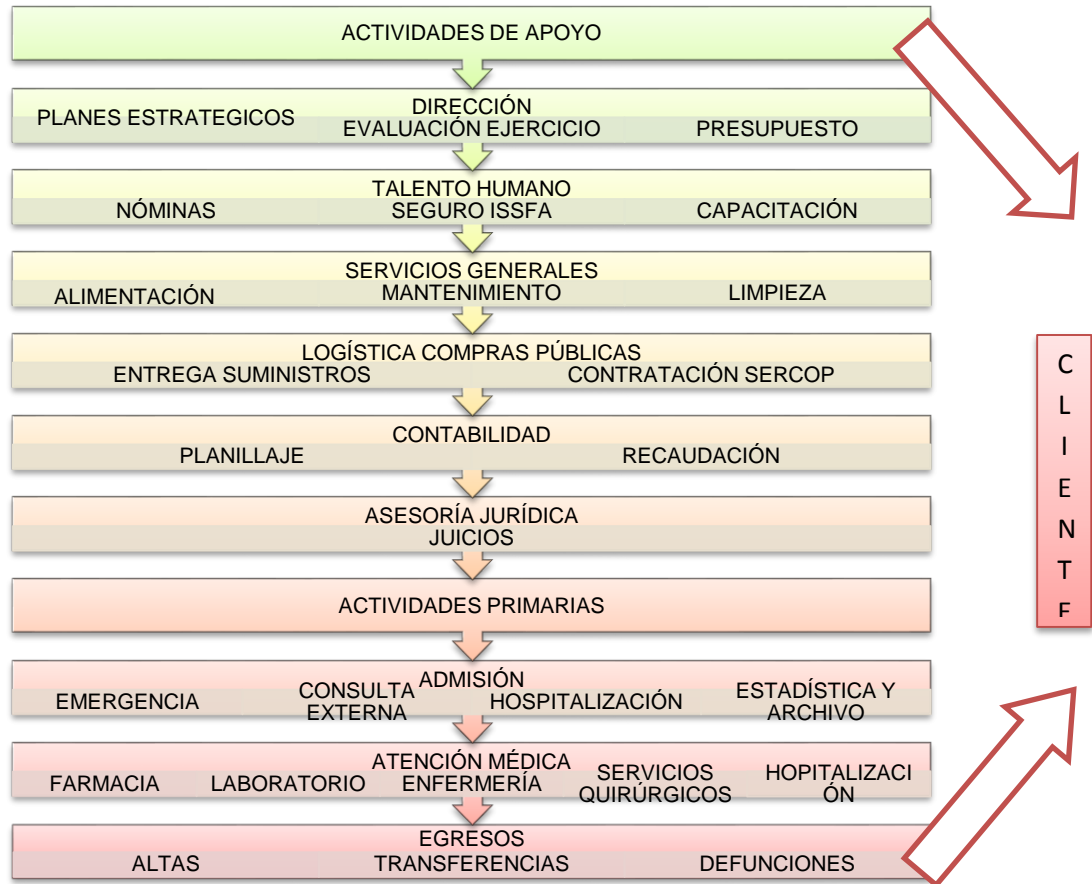 ACTIVIDADES DE APOYO
DIRECCIÓN
PLANES ESTRATEGICOS
EVALUACIÓN EJERCICIO
PRESUPUESTO
TALENTO HUMANO
NÓMINAS
SEGURO ISSFA
CAPACITACIÓN
SERVICIOS GENERALES
ALIMENTACIÓN
MANTENIMIENTO
LIMPIEZA
LOGÍSTICA COMPRAS PÚBLICAS
ENTREGA SUMINISTROS
CONTRATACIÓN SERCOP
CONTABILIDAD
PLANILLAJE
RECAUDACIÓN
ASESORÍA JURÍDICA
JUICIOS
ACTIVIDADES PRIMARIAS
ADMISIÓN
EMERGENCIA
CONSULTA
EXTERNA
HOSPITALIZACIÓN
ESTADÍSTICA Y
ARCHIVO
ATENCIÓN MÉDICA
FARMACIA
LABORATORIO
ENFERMERÍA
SERVICIOS
QUIRÚRGICOS
HOPITALIZACI
ÓN
EGRESOS
ALTAS
TRANSFERENCIAS
DEFUNCIONES
C
L
I
E
N
T
E